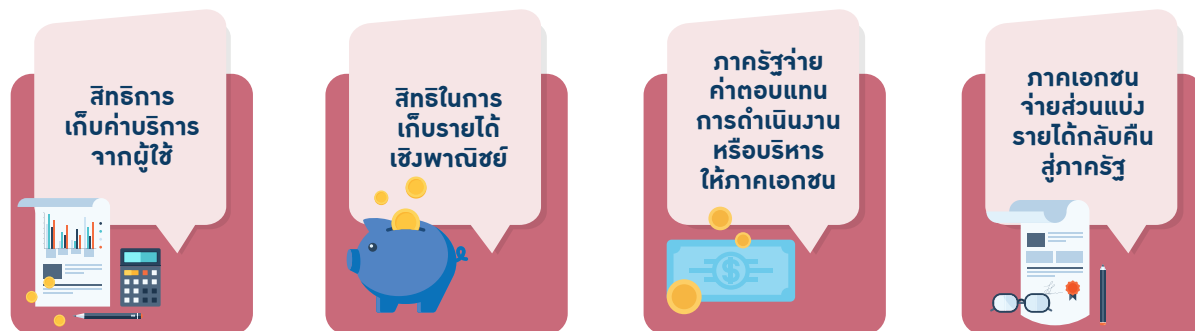 สิทธิการ
เก็บค่าบริการ
จากผู้ใช้
สิทธิในการ
เก็บรายได้
เชิงพาณิชย์
ภาครัฐจ่าย
ค่าตอบแทน
การดำเนินงาน
หรือบริหาร
ให้ภาคเอกชน
ภาคเอกชน
จ่ายส่วนแบ่ง
รายได้กลับคืน
สู่ภาครัฐ